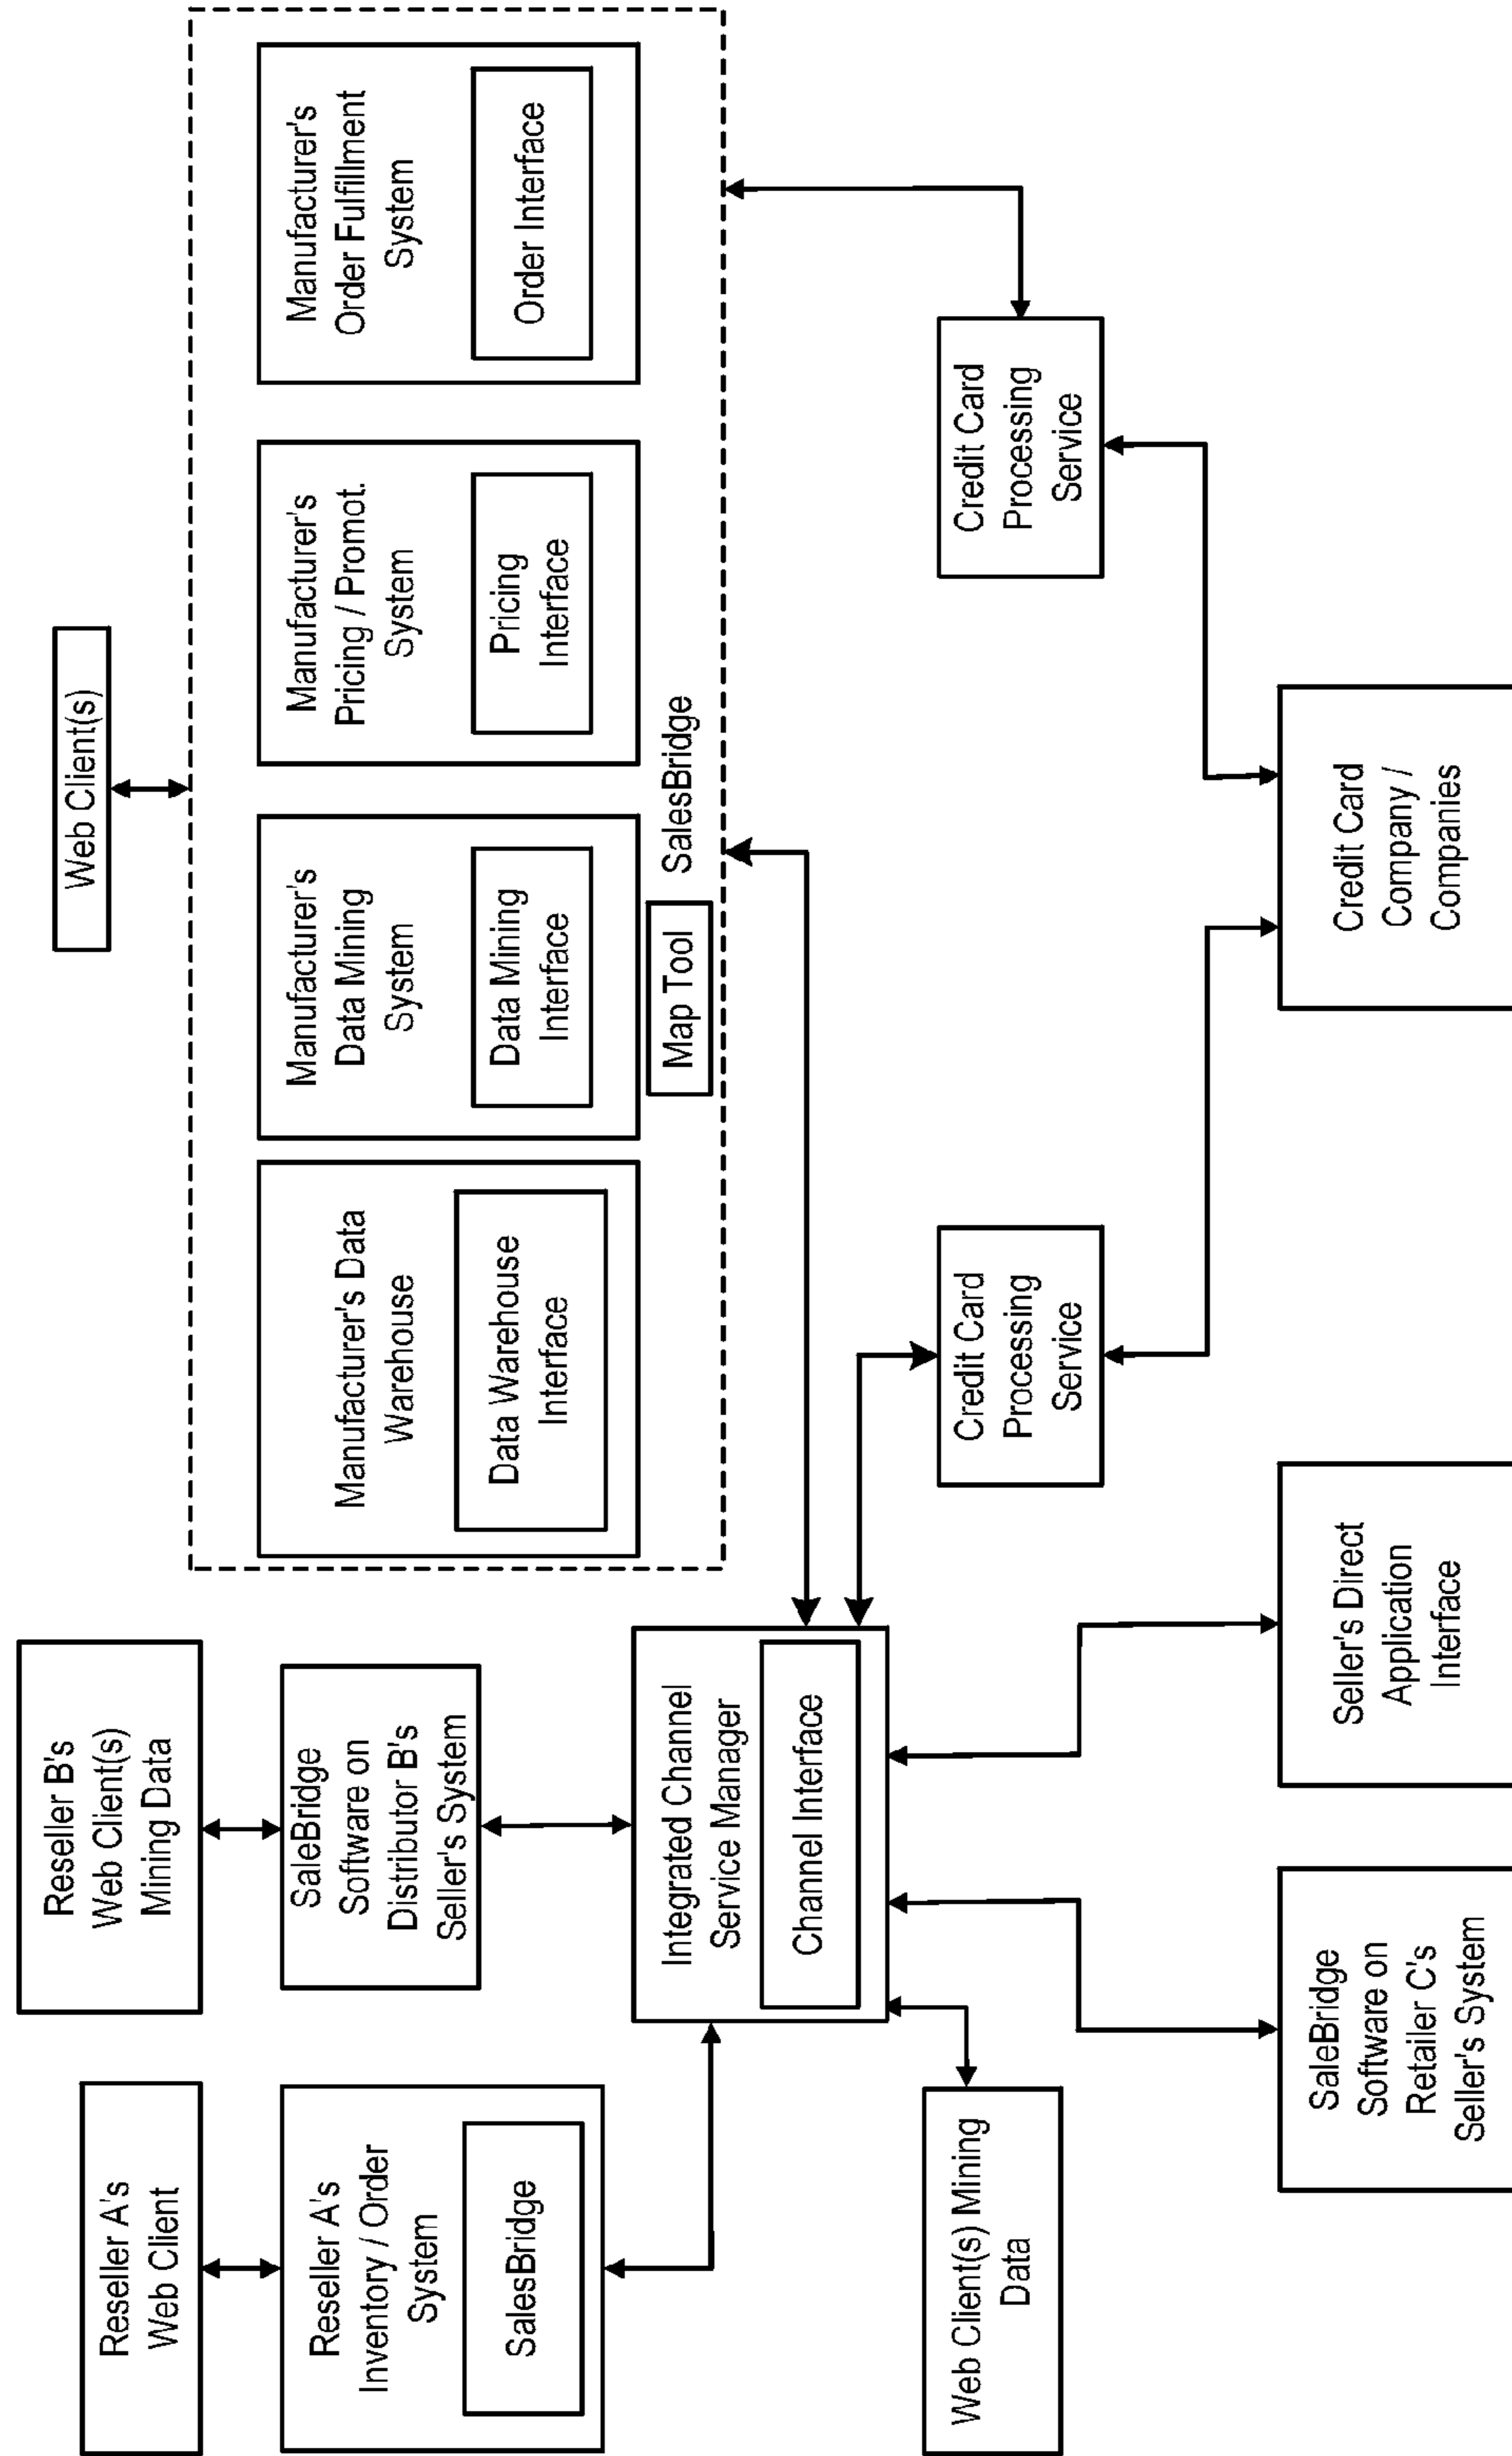 Reseller A's
Web Client
Reseller B's
Web Client(s)
Mining Data
Web Client(s)
Reseller A's
Inventory / Order
System
SalesBridge
SaleBridge
Software on
Distributor B's
Seller's System
Manufacturer's Data
Warehouse
Data Warehouse
Interface
Manufacturer's
Data Mining
System
Data Mining
Interface
Manufacturer's
Pricing / Promot.
System
Pricing
Interface
Manufacturer's
Order Fulfillment
System
Order Interface
Map Tool
SalesBridge
Integrated Channel
Service Manager
Channel Interface
Web Client(s) Mining
Data
Credit Card
Processing
Service
Credit Card
Processing
Service
SaleBridge
Software on
Retailer C's
Seller's System
Seller's Direct
Application
Interface
Credit Card
Company /
Companies